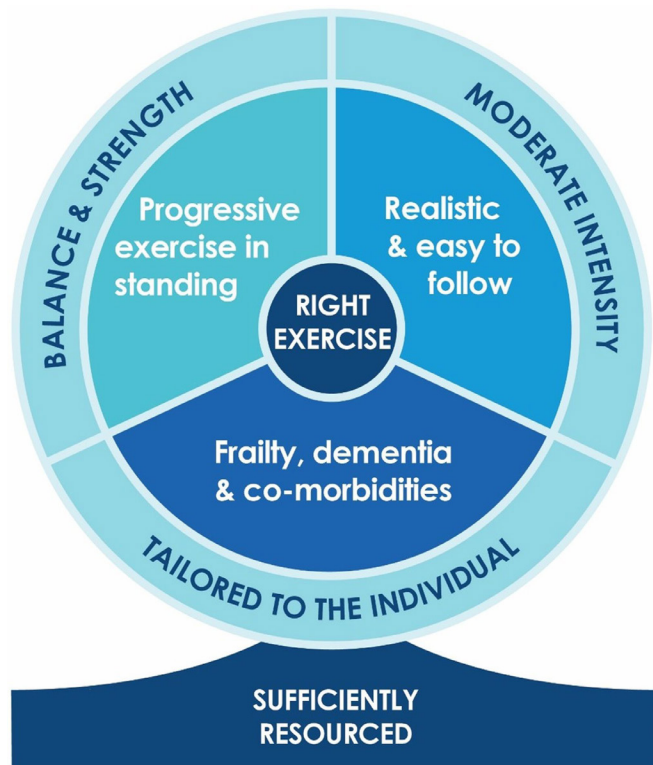 BALANCE & STRENGTH
MODERATE INTENSITY
Progressive
exercise in
standing
Realistic
& easy to
follow
RIGHT
EXERCISE
Frailty, dementia
& co-morbidities
TAILORED TO THE INDIVIDUAL
SUFFICIENTLY
RESOURCED